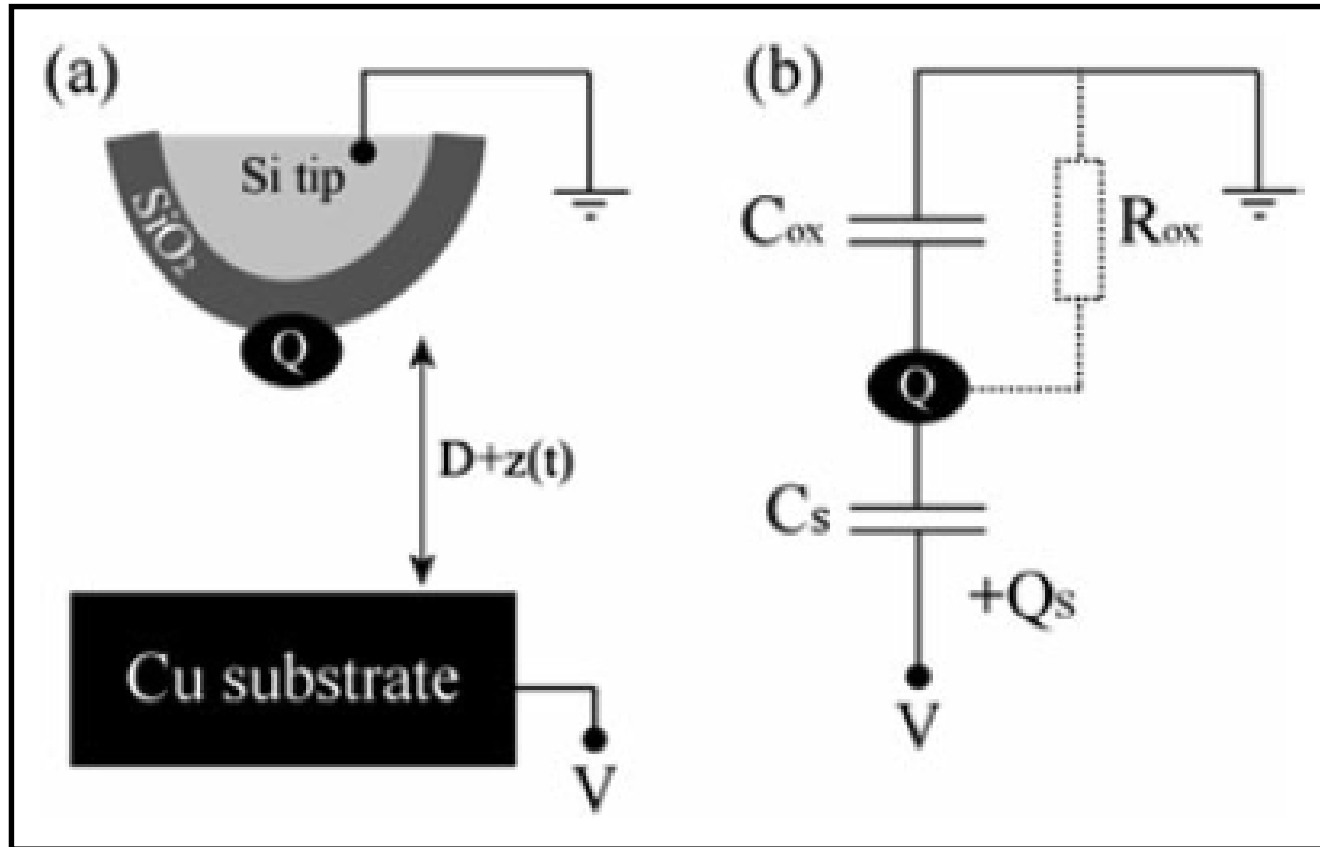 (a)
Si tip
SiO₂
Q
D+z(t)
Cu substrate
V
(b)
Cox
Rox
Q
Cs
+Qs
V